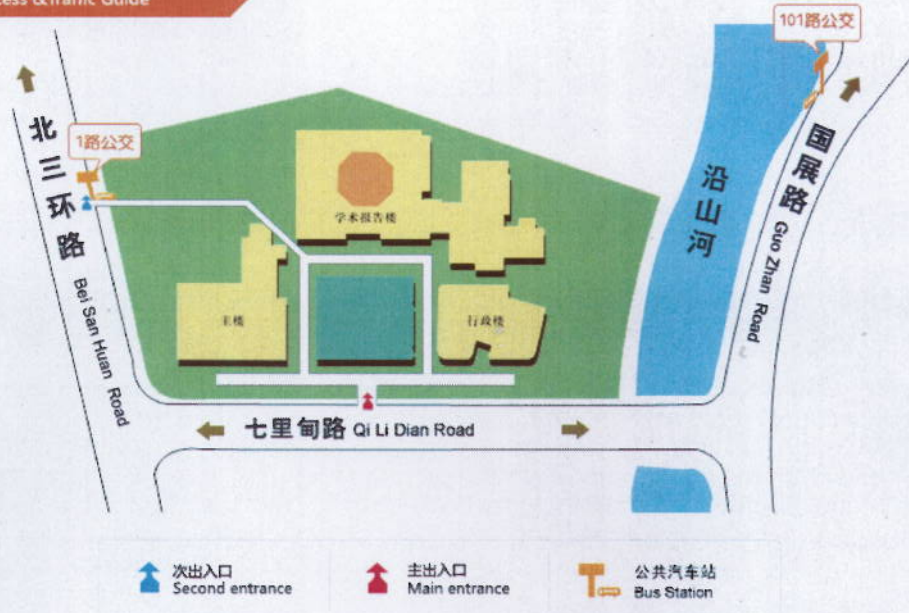 &Traffic Guide
101路公交
北三环路
Bei San Huan Road
1路公交
学术报告楼
沿山河
国展路
Guo Zhan Road
主楼
行政楼
七里甸路 Qi Li Dian Road
次出入口
Second entrance
主出入口
Main entrance
公共汽车站
Bus Station